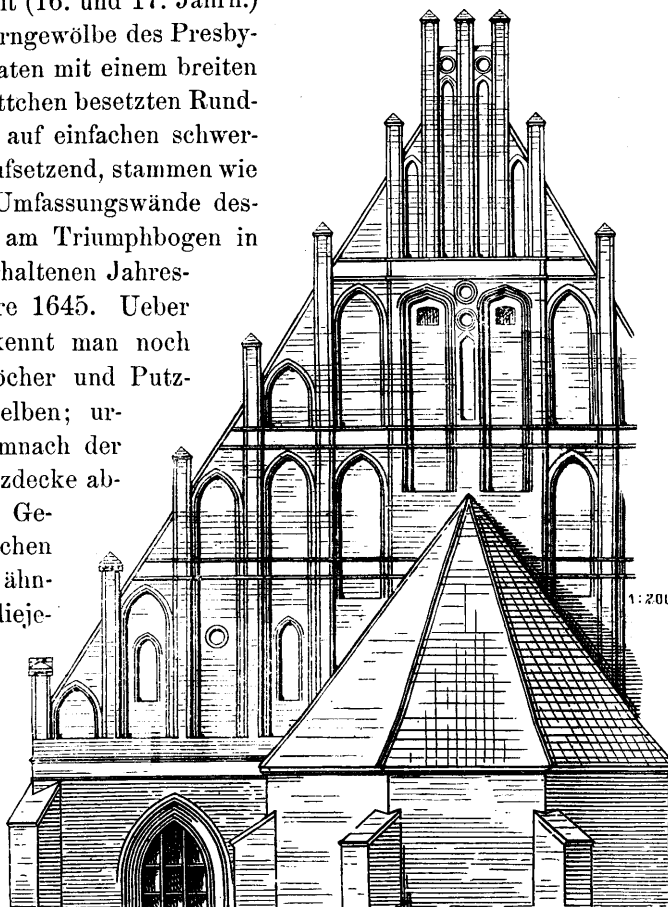 it (16. und 17. Jahrh.)
rngewölbe des Presby-
aten mit einem breiten
ttchen besetzten Rund-
auf einfachen schwer-
ufsetzend, stammen wie
Umfassungswände des-
am Triumphbogen in
haltenen Jahres-
re 1645. Ueber
kennt man noch
öcher und Putz-
elben; ur-
mnach der
zdecke ab-
Ge-
chen
ähn-
dieje-
1:200